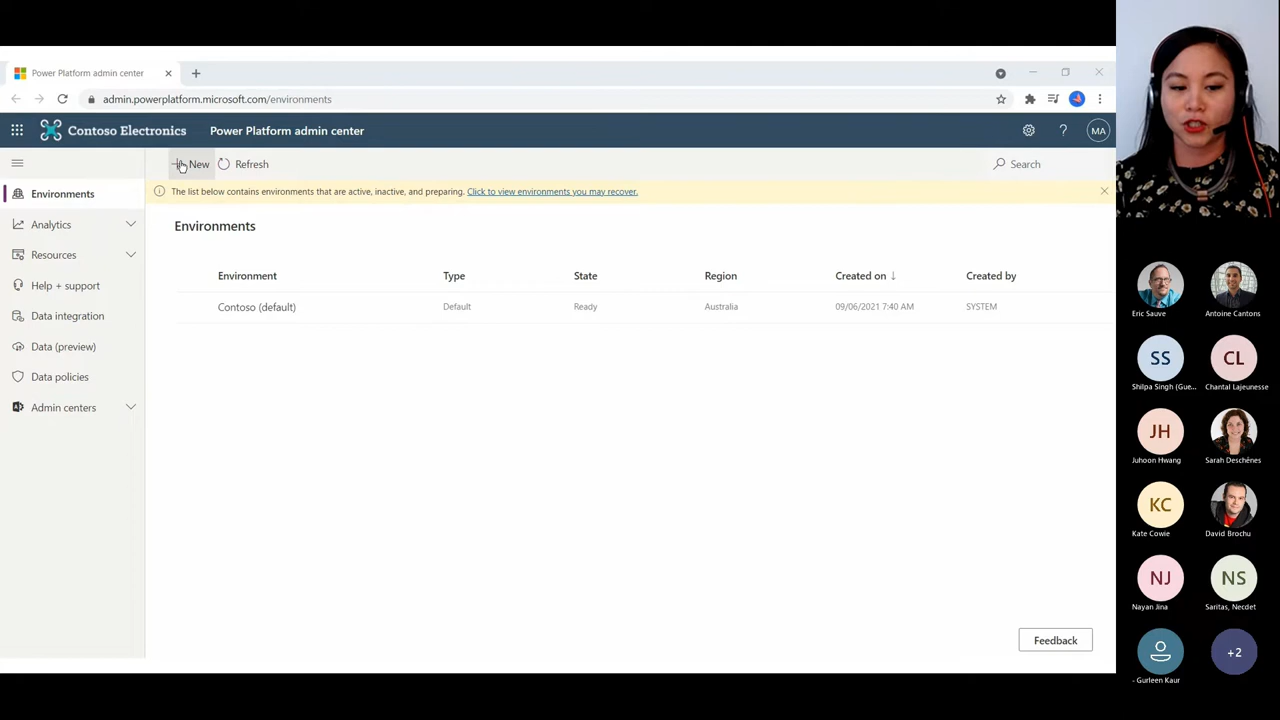 Power Platform admin center
admin.powerplatform.microsoft.com/environments
Contoso Electronics
Power Platform admin center
MA
New
Refresh
Search
The list below contains environments that are active, inactive, and preparing. Click to view environments you may recover.
Environments
Analytics
Resources
Help + support
Data integration
Data (preview)
Data policies
Admin centers
Environments
Environment Type State Region Created on ↓ Created by
Contoso (default) Default Ready Australia 09/06/2021 7:40 AM SYSTEM
Feedback
Eric Sauve
Antoine Cantons
SS
CL
Shilpa Singh (Gue...
Chantal Lajeunesse
JH
Juhoon Hwang
Sarah Deschênes
KC
Kate Cowie
David Brochu
NJ
NS
Nayan Jina
Saritas, Necdet
+2
- Gurleen Kaur